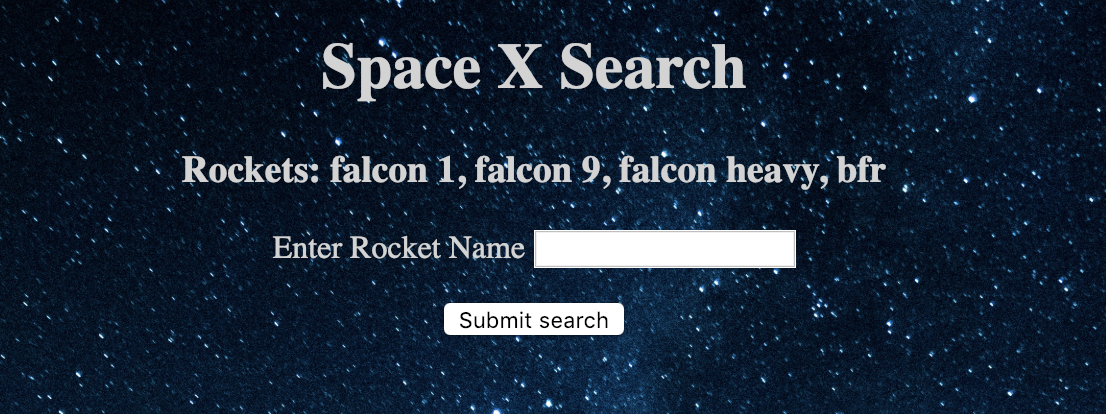 Space X Search
Rockets: falcon 1, falcon 9, falcon heavy, bfr
Enter Rocket Name
Submit search